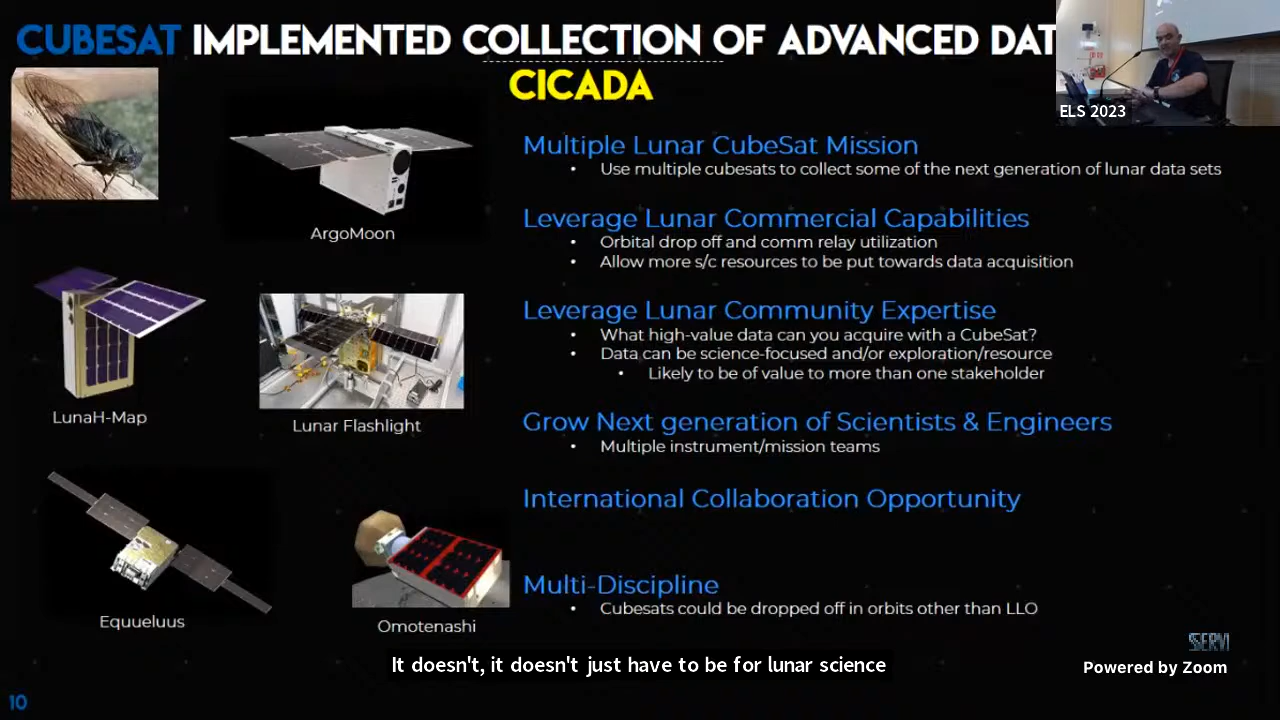 CUBESAT IMPLEMENTED COLLECTION OF ADVANCED DAT
CICADA
ELS 2023
Multiple Lunar CubeSat Mission
• Use multiple cubesats to collect some of the next generation of lunar data sets
ArgoMoon
Leverage Lunar Commercial Capabilities
• Orbital drop off and comm relay utilization
• Allow more s/c resources to be put towards data acquisition
Leverage Lunar Community Expertise
• What high-value data can you acquire with a CubeSat?
• Data can be science-focused and/or exploration/resource
• Likely to be of value to more than one stakeholder
LunaH-Map
Lunar Flashlight
Grow Next generation of Scientists & Engineers
• Multiple instrument/mission teams
International Collaboration Opportunity
Multi-Discipline
• Cubesats could be dropped off in orbits other than LLO
Equueluus
Omotenashi
SSERVI
It doesn't, it doesn't just have to be for lunar science
Powered by Zoom
10